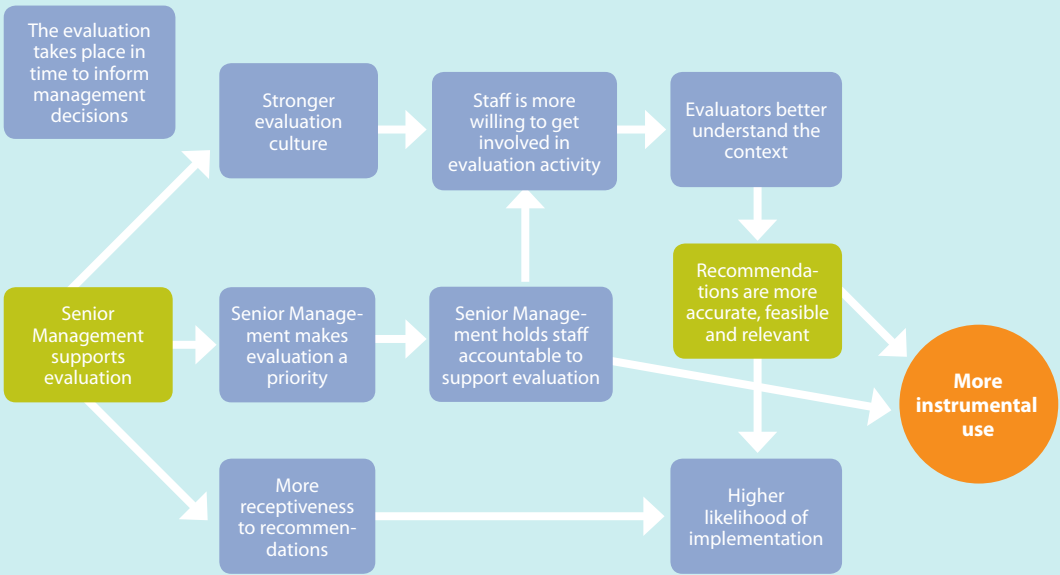 The evaluation
takes place in
time to inform
management
decisions
Stronger
evaluation
culture
Staff is more
willing to get
involved in
evaluation activity
Evaluators better
understand the
context
Senior
Management
supports
evaluation
Senior Manage-
ment makes
evaluation a
priority
Senior Manage-
ment holds staff
accountable to
support evaluation
Recommenda-
tions are more
accurate, feasible
and relevant
More
instrumental
use
More
receptiveness
to recommen-
dations
Higher
likelihood of
implementation